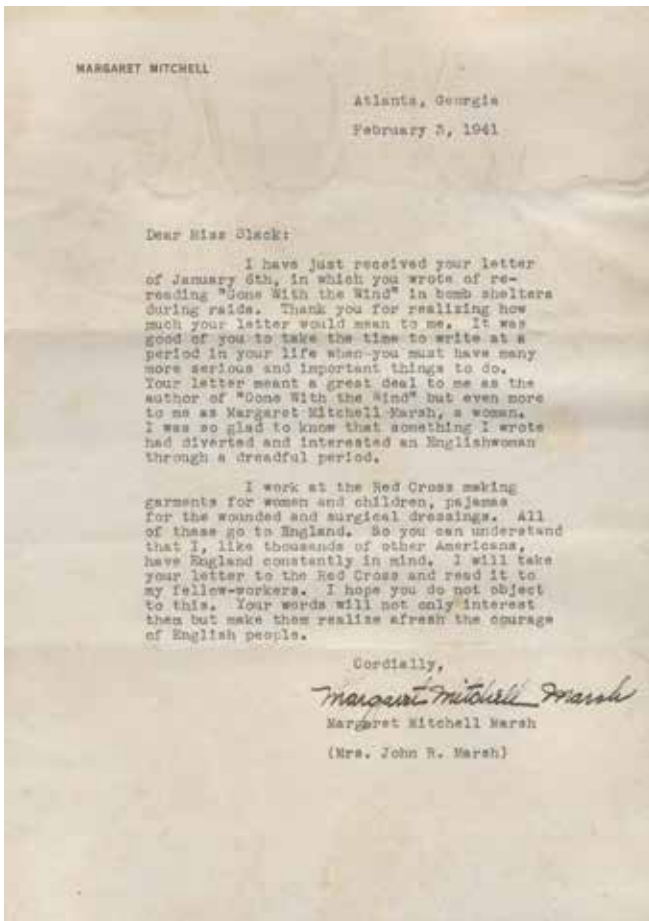 MARGARET MITCHELL
Atlanta, Georgia
February 3, 1941
Dear Miss Slack:
I have just received your letter
of January 6th, in which you wrote of re-
reading "Gone With the Wind" in bomb shelters
during raids. Thank you for realizing how
much your letter would mean to me. It was
good of you to take the time to write at a
period in your life when you must have many
more serious and important things to do.
Your letter meant a great deal to me as the
author of "Gone With the Wind" but even more
to me as Margaret Mitchell Marsh, a woman.
I was so glad to know that something I wrote
had diverted and interested an Englishwoman
through a dreadful period.
I work at the Red Cross making
garments for women and children, pajamas
for the wounded and surgical dressings. All
of these go to England. So you can understand
that I, like thousands of other Americans,
have England constantly in mind. I will take
your letter to the Red Cross and read it to
my fellow-workers. I hope you do not object
to this. Your words will not only interest
them but make them realize afresh the courage
of English people.
Cordially,
Margaret Mitchell Marsh
Margaret Mitchell Marsh
(Mrs. John R. Marsh)